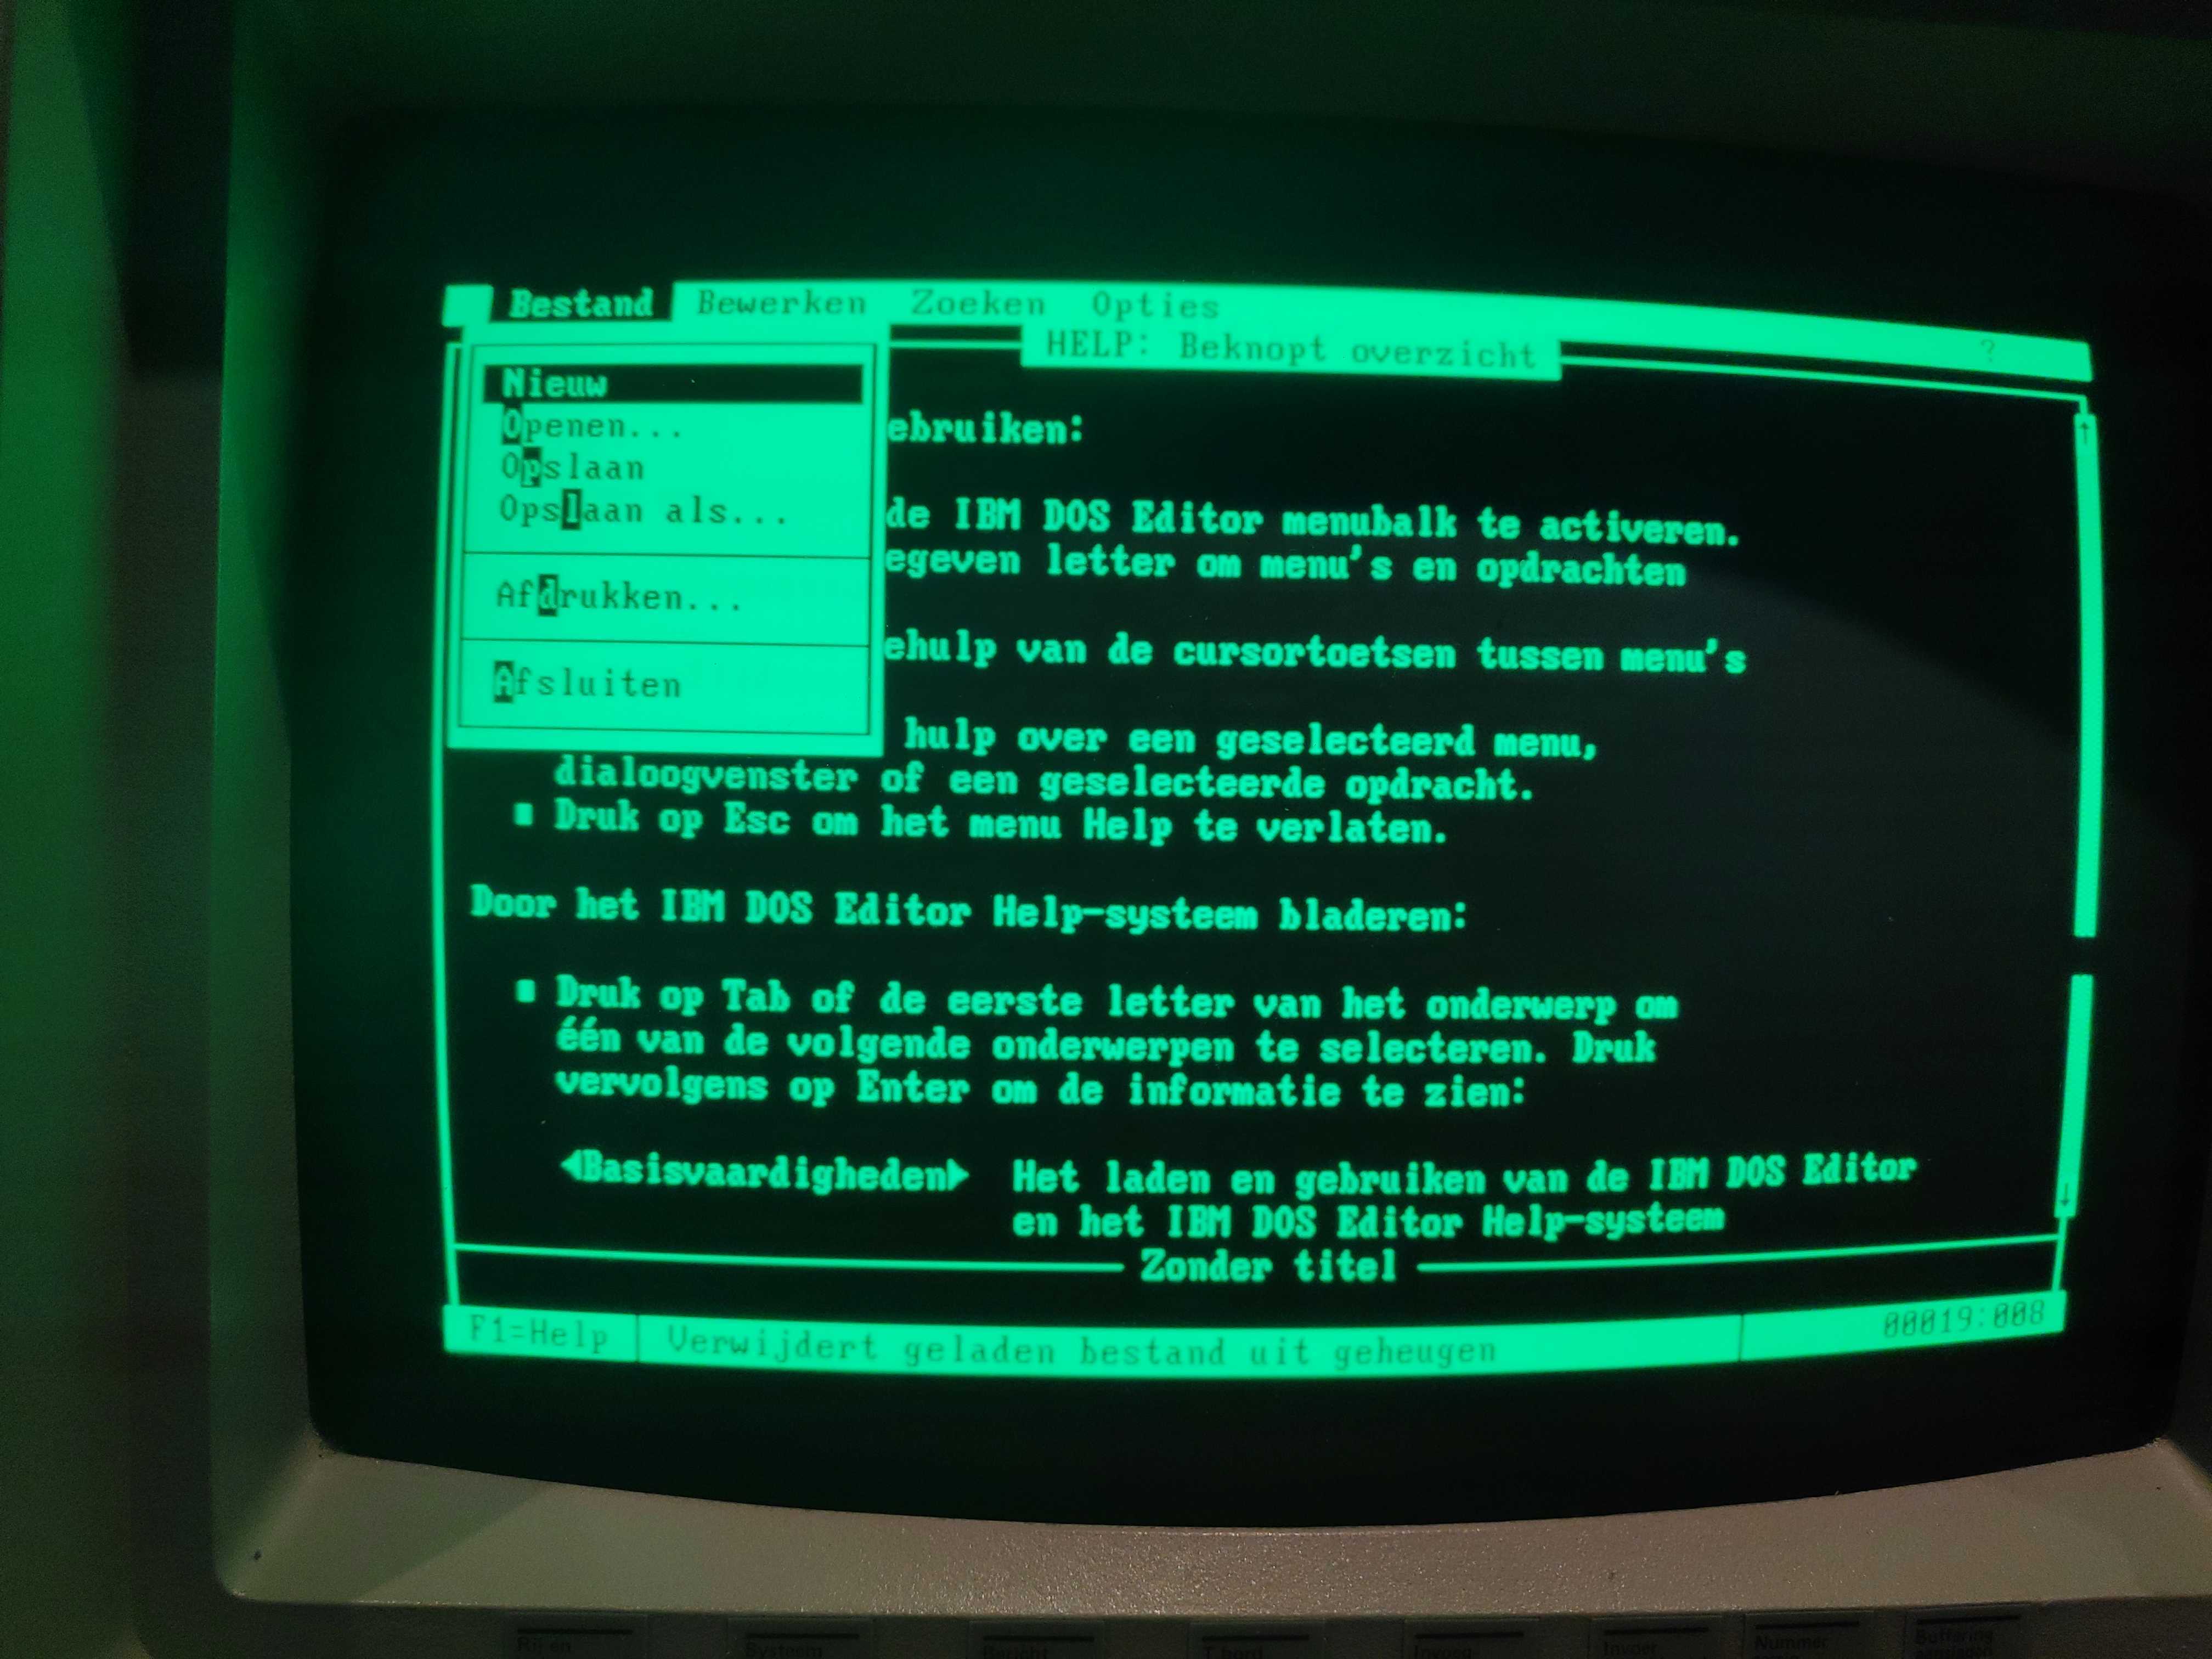 Bestand Bewerken Zoeken Opties
HELP: Beknopt overzicht ?
Nieuw
Openen...
Opslaan
Opslaan als...
Afdrukken...
Afsluiten
ebruiken:
de IBM DOS Editor menubalk te activeren.
egeven letter om menu's en opdrachten
ehulp van de cursortoetsen tussen menu's
hulp over een geselecteerd menu,
dialoogvenster of een geselecteerde opdracht.
■ Druk op Esc om het menu Help te verlaten.
Door het IBM DOS Editor Help-systeem bladeren:
■ Druk op Tab of de eerste letter van het onderwerp om
één van de volgende onderwerpen te selecteren. Druk
vervolgens op Enter om de informatie te zien:
◄Basisvaardigheden► Het laden en gebruiken van de IBM DOS Editor
en het IBM DOS Editor Help-systeem
Zonder titel
F1=Help Verwijdert geladen bestand uit geheugen 00019:008
Systeem Invoer Nummer